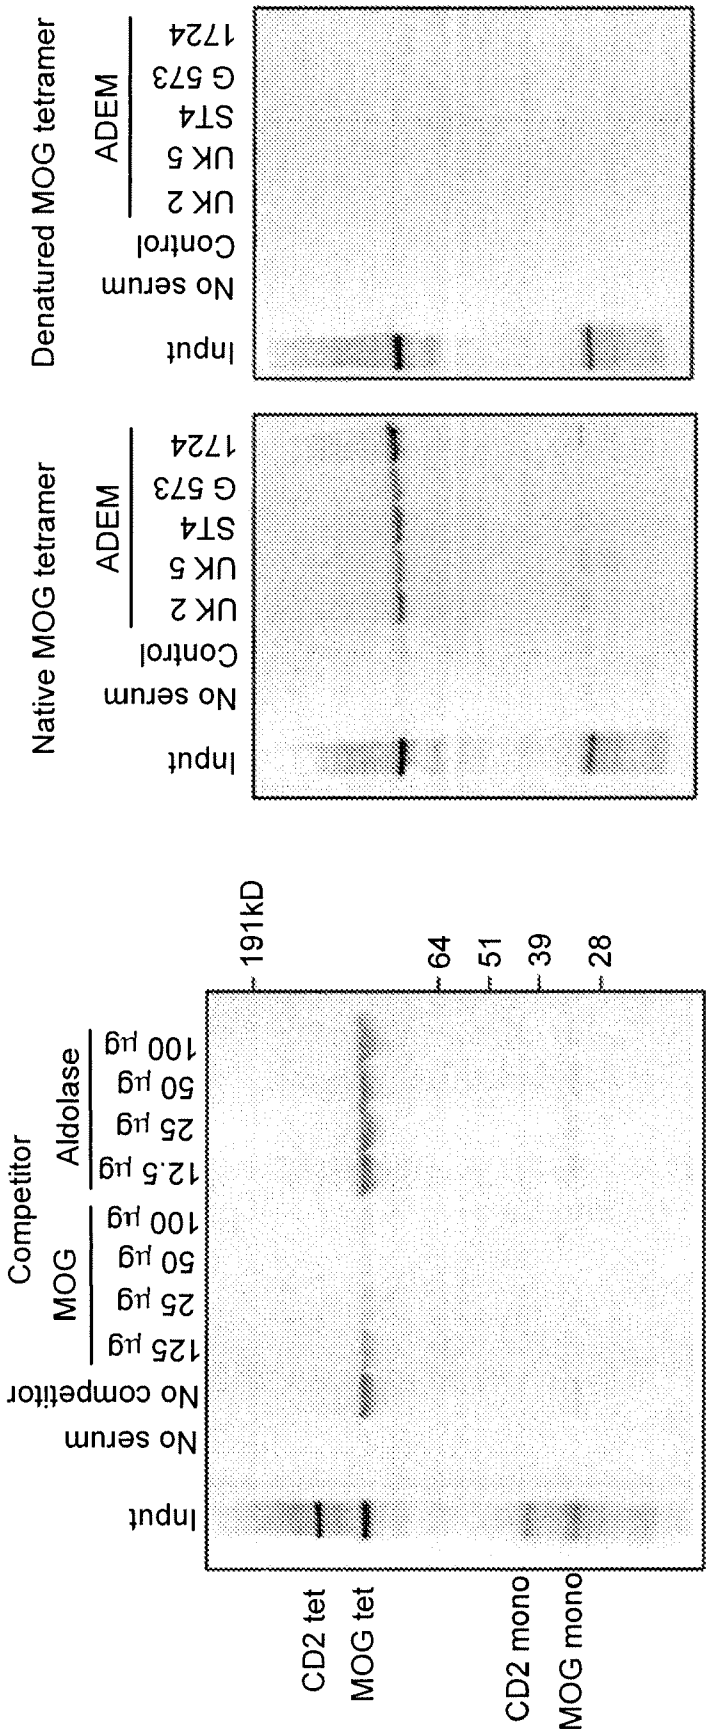 Competitor
MOG
Aldolase
Input
No serum
No competitor
125 µg
25 µg
50 µg
100 µg
12.5 µg
25 µg
50 µg
100 µg
CD2 tet
MOG tet
CD2 mono
MOG mono
191kD
64
51
39
28
Native MOG tetramer
ADEM
Input
No serum
Control
UK 2
UK 5
ST4
G 573
1724
Denatured MOG tetramer
ADEM
Input
No serum
Control
UK 2
UK 5
ST4
G 573
1724